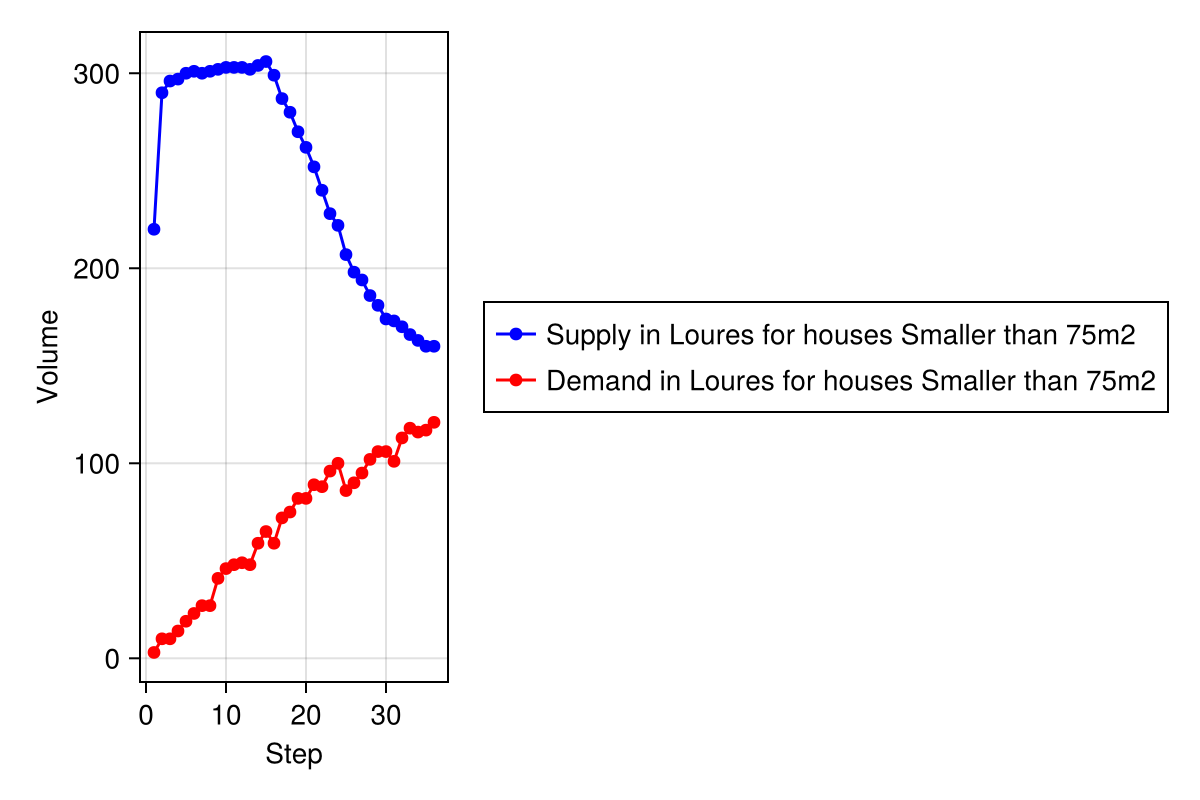 300
200
100
0
Volume
0 10 20 30
Step
Supply in Loures for houses Smaller than 75m2
Demand in Loures for houses Smaller than 75m2